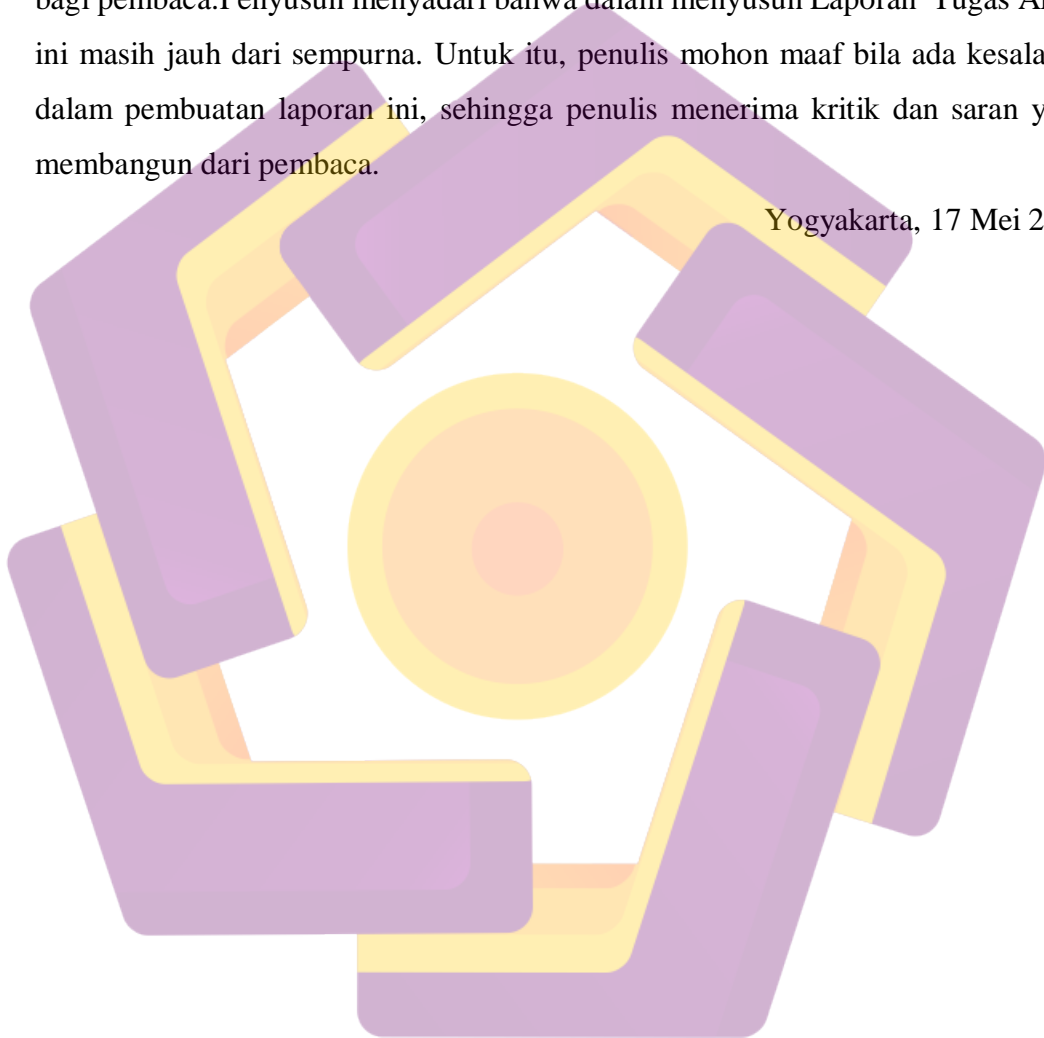 bagi pembaca.Penyusun menyadari bahwa dalam menyusun Laporan Tugas
ini masih jauh dari sempurna. Untuk itu, penulis mohon maaf bila ada
dalam pembuatan laporan ini, sehingga penulis menerima kritik dan saran
membangun dari pembaca.
Yogyakarta, 17 Mei